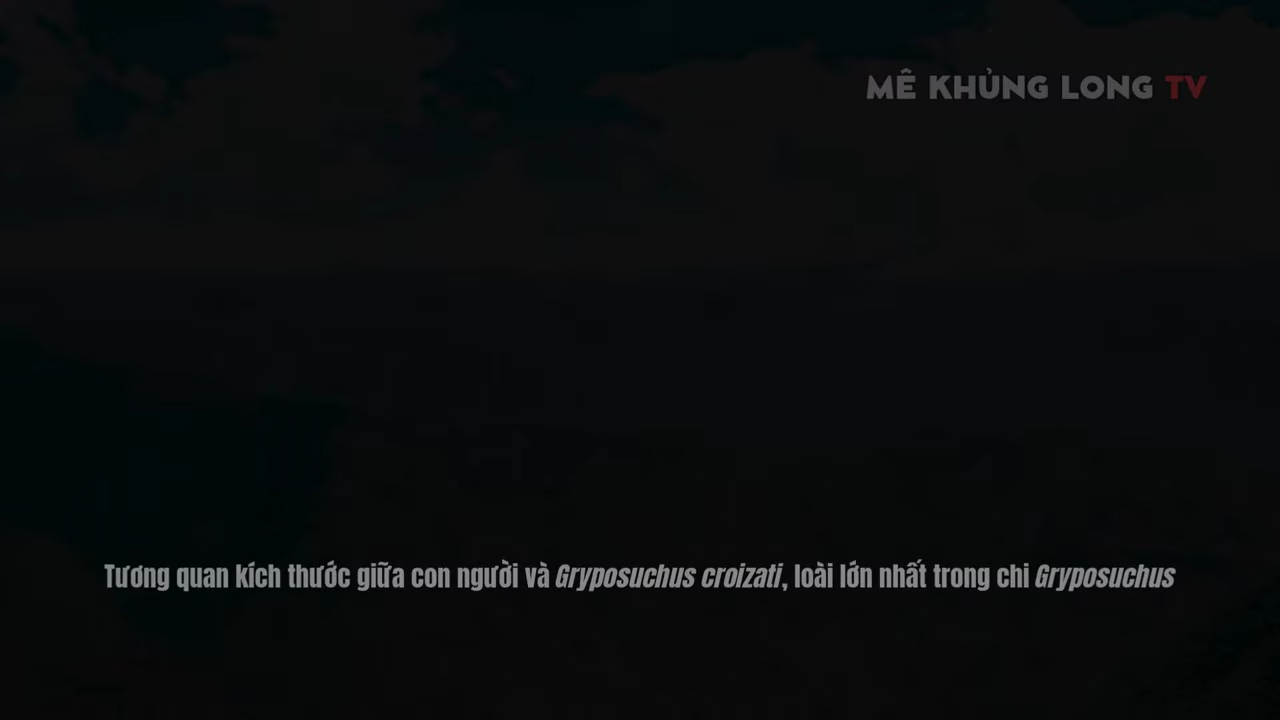 MÊ KHỦNG LONG TV
Tương quan kích thước giữa con người và Gryposuchus croizati, loài lớn nhất trong chi Gryposuchus